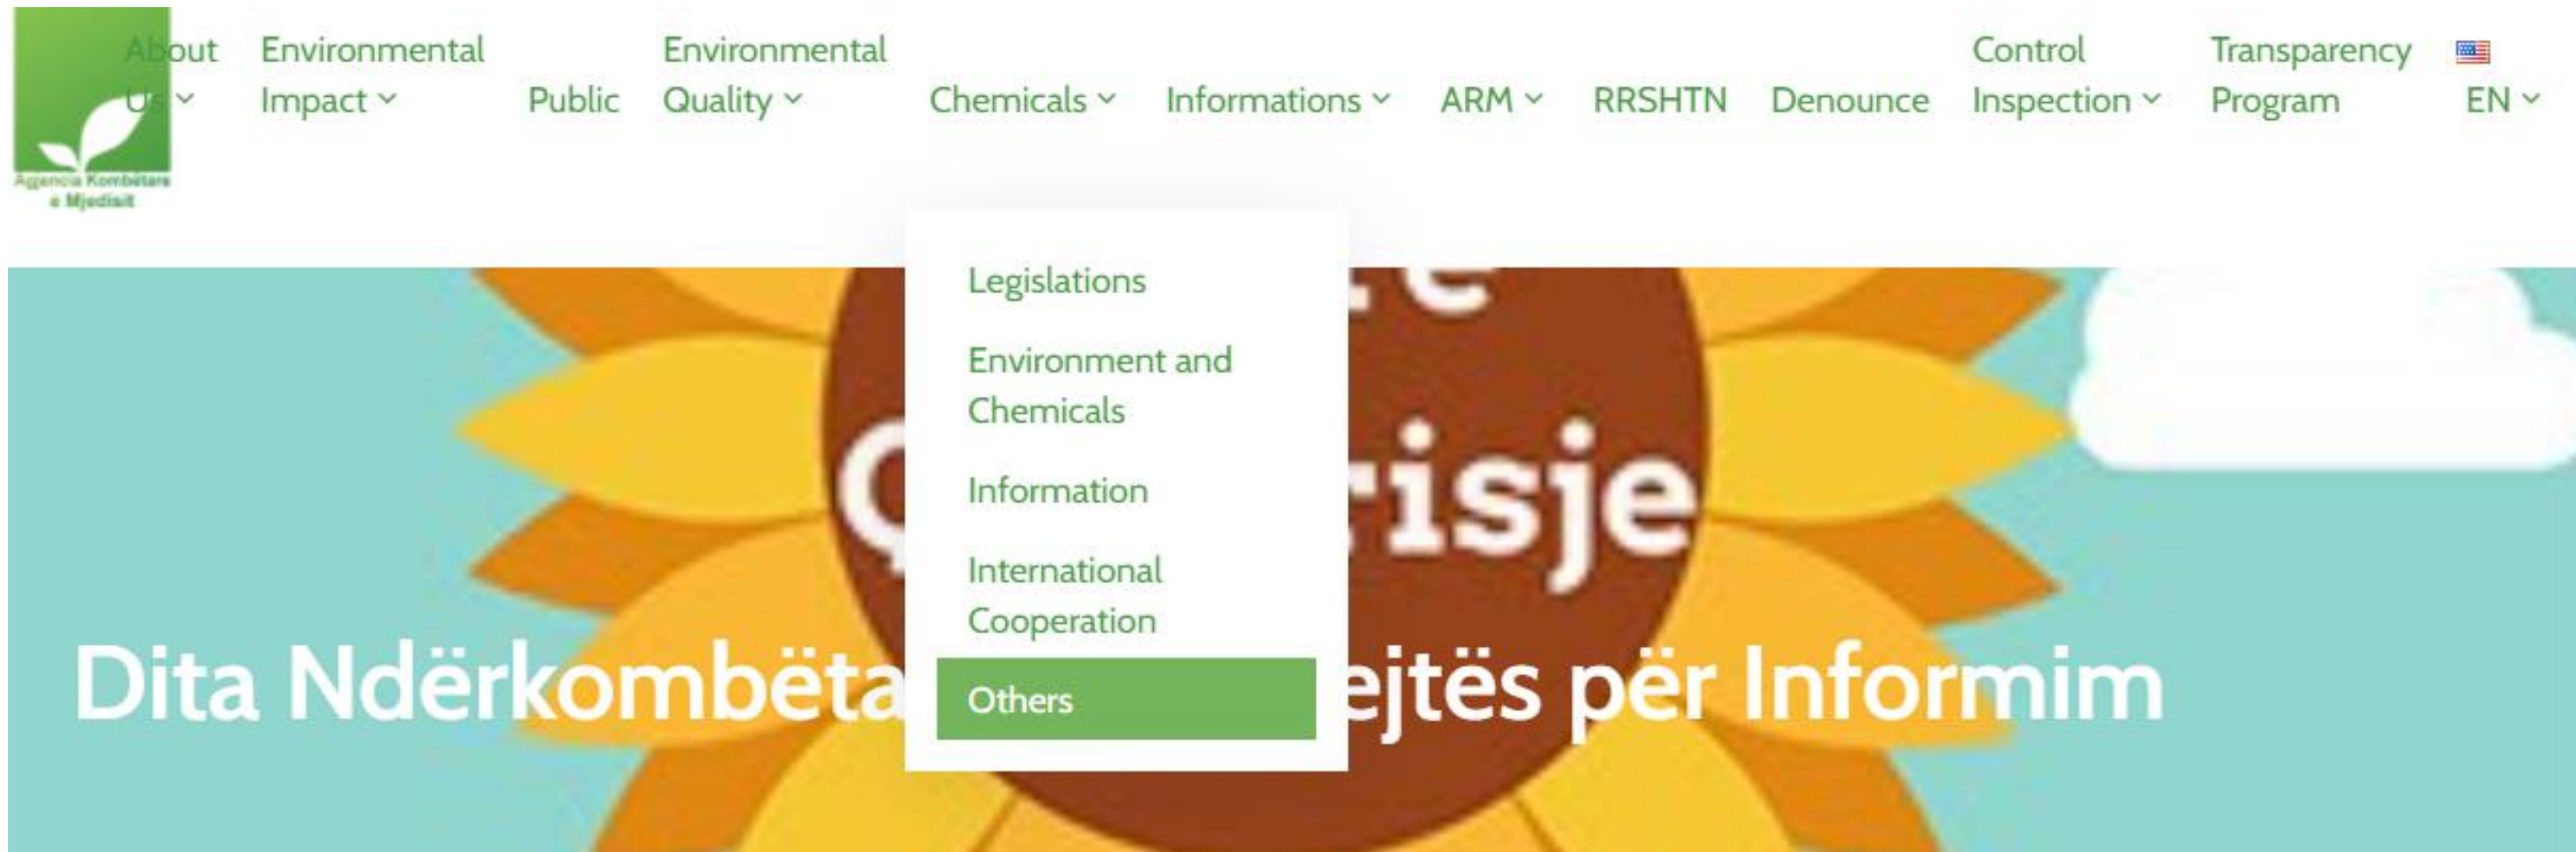 About Us
Environmental Impact
Public
Environmental Quality
Chemicals
Informations
ARM
RRSHTN
Denounce
Control Inspection
Transparency Program
EN
Agjencia Kombëtare
e Mjedisit
Legislations
Environment and
Chemicals
Information
International
Cooperation
Others
Dita Ndërkombëta ejtës për Informim